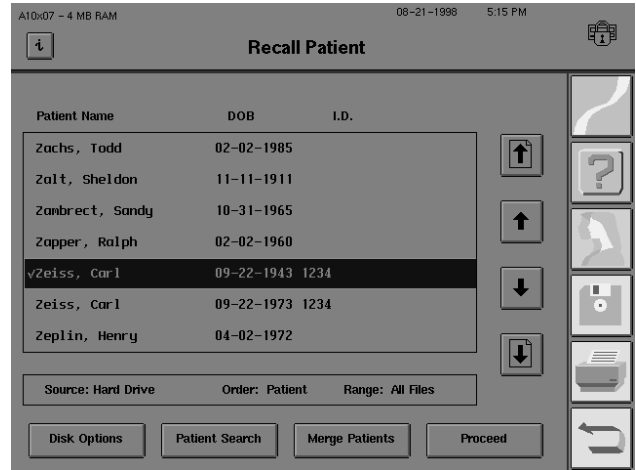 A10x07 - 4 MB RAM 08-21-1998 5:15 PM
i Recall Patient
Patient Name DOB I.D.
Zachs, Todd 02-02-1985
Zalt, Sheldon 11-11-1911
Zambrect, Sandy 10-31-1965
Zapper, Ralph 02-02-1960
√Zeiss, Carl 09-22-1943 1234
Zeiss, Carl 09-22-1973 1234
Zeplin, Henry 04-02-1972
Source: Hard Drive Order: Patient Range: All Files
Disk Options Patient Search Merge Patients Proceed